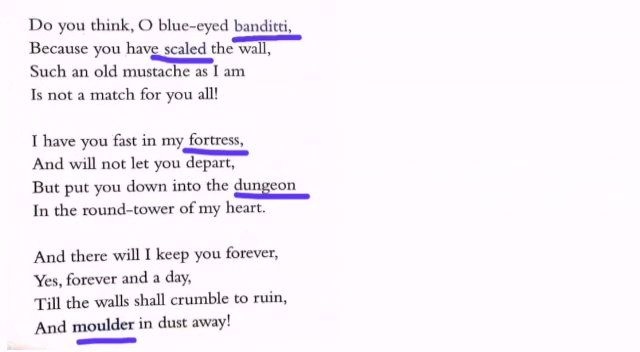 Do you think, O blue-eyed banditti,
Because you have scaled the wall,
Such an old mustache as I am
Is not a match for you all!
I have you fast in my fortress,
And will not let you depart,
But put you down into the dungeon
In the round-tower of my heart.
And there will I keep you forever,
Yes, forever and a day,
Till the walls shall crumble to ruin,
And moulder in dust away!